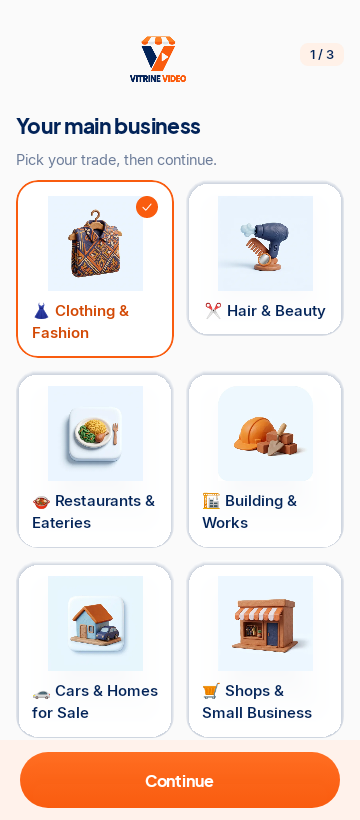 VITRINE VIDEO
1 / 3
Your main business
Pick your trade, then continue.
👗 Clothing &
Fashion
✂️ Hair & Beauty
🍲 Restaurants &
Eateries
🏗️ Building &
Works
🚗 Cars & Homes
for Sale
🛒 Shops &
Small Business
Continue